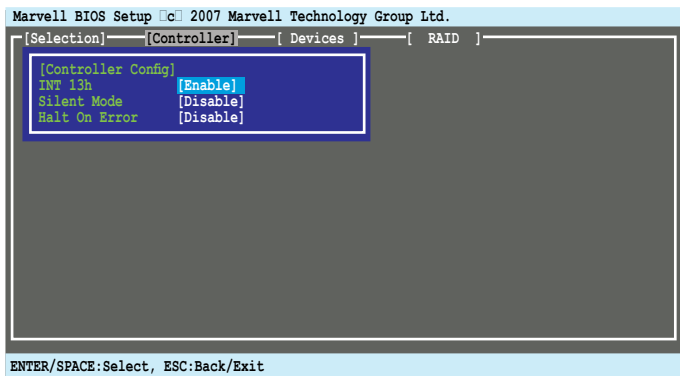 Marvell BIOS Setup □c□ 2007 Marvell Technology Group Ltd.
[Selection] [Controller] [ Devices ] [ RAID ]
[Controller Config]
INT 13h [Enable]
Silent Mode [Disable]
Halt On Error [Disable]
ENTER/SPACE:Select, ESC:Back/Exit